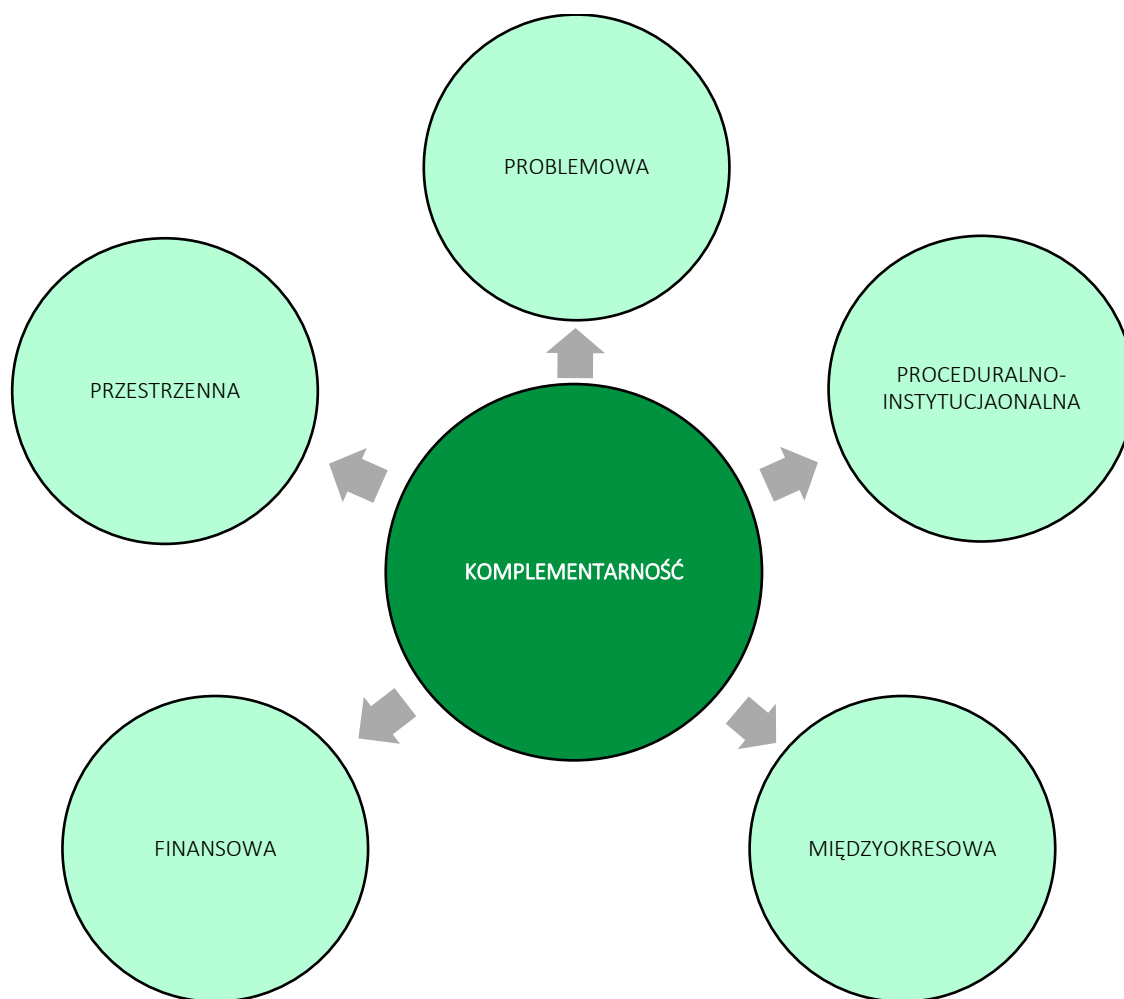 PROBLEMOWA
PRZESTRZENNA
PROCEDURALNO-
INSTYTUCJAONALNA
KOMPLEMENTARNOŚĆ
FINANSOWA
MIĘDZYOKRESOWA